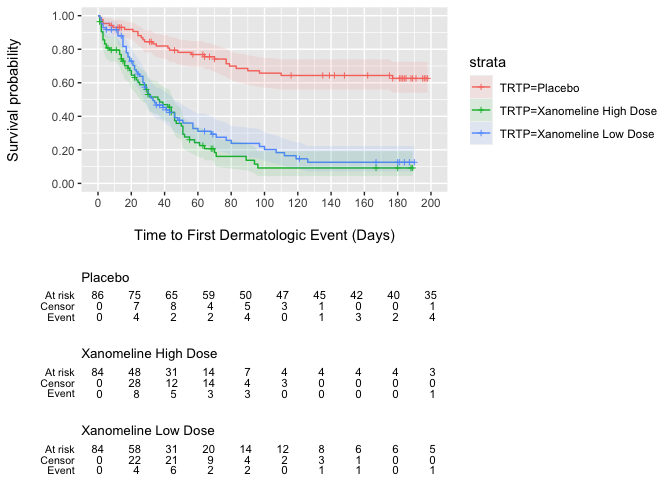 1.00
0.80
0.60
0.40
0.20
0.00
Survival probability
0 20 40 60 80 100 120 140 160 180 200
Time to First Dermatologic Event (Days)
strata
TRTP=Placebo
TRTP=Xanomeline High Dose
TRTP=Xanomeline Low Dose
Placebo
At risk 86 75 65 59 50 47 45 42 40 35
Censor 0 7 8 4 5 3 1 0 0 1
Event 0 4 2 2 4 0 1 3 2 4
Xanomeline High Dose
At risk 84 48 31 14 7 4 4 4 4 3
Censor 0 28 12 14 4 3 0 0 0 0
Event 0 8 5 3 3 0 0 0 0 1
Xanomeline Low Dose
At risk 84 58 31 20 14 12 8 6 6 5
Censor 0 22 21 9 4 2 3 1 0 0
Event 0 4 6 2 2 0 1 1 0 1